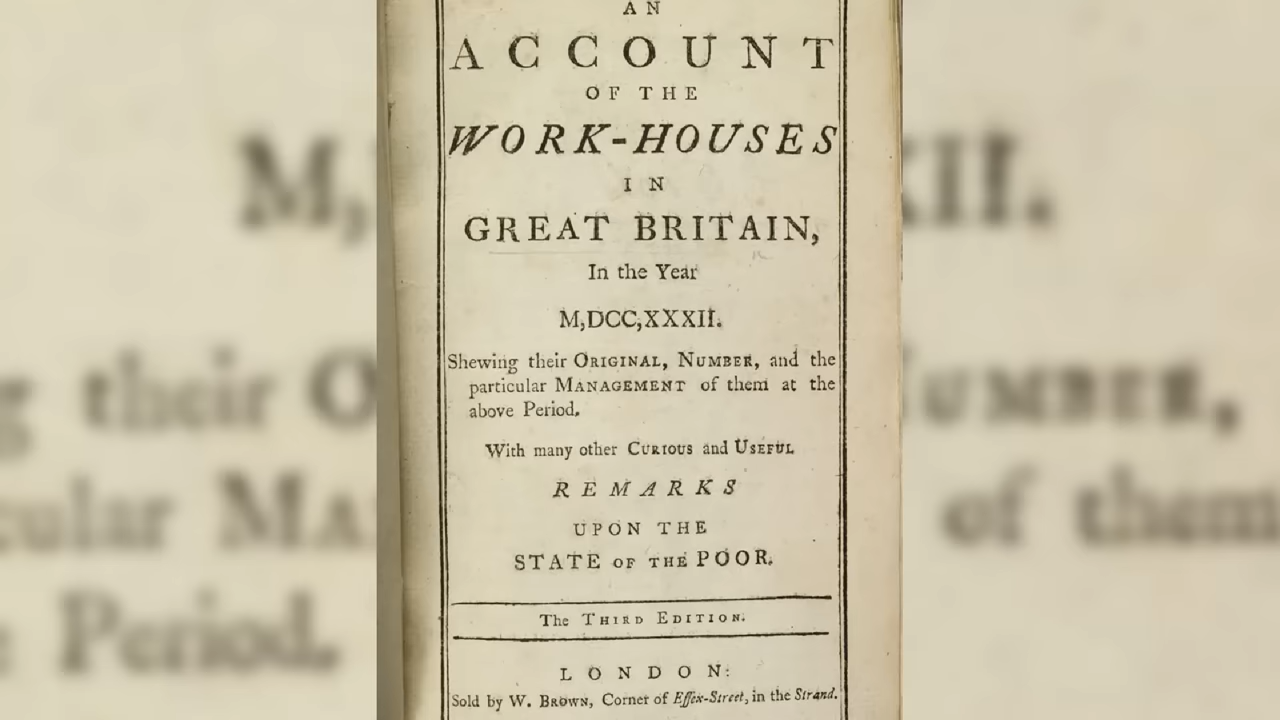 AN
ACCOUNT
OF THE
WORK-HOUSES
IN
GREAT BRITAIN,
In the Year
M,DCC,XXXII.
Shewing their ORIGINAL, NUMBER, and the
particular MANAGEMENT of them at the
above Period.
With many other CURIOUS and USEFUL
REMARKS
UPON THE
STATE OF THE POOR.
The THIRD EDITION.
LONDON:
Sold by W. BROWN, Corner of Essex-Street, in the Strand.